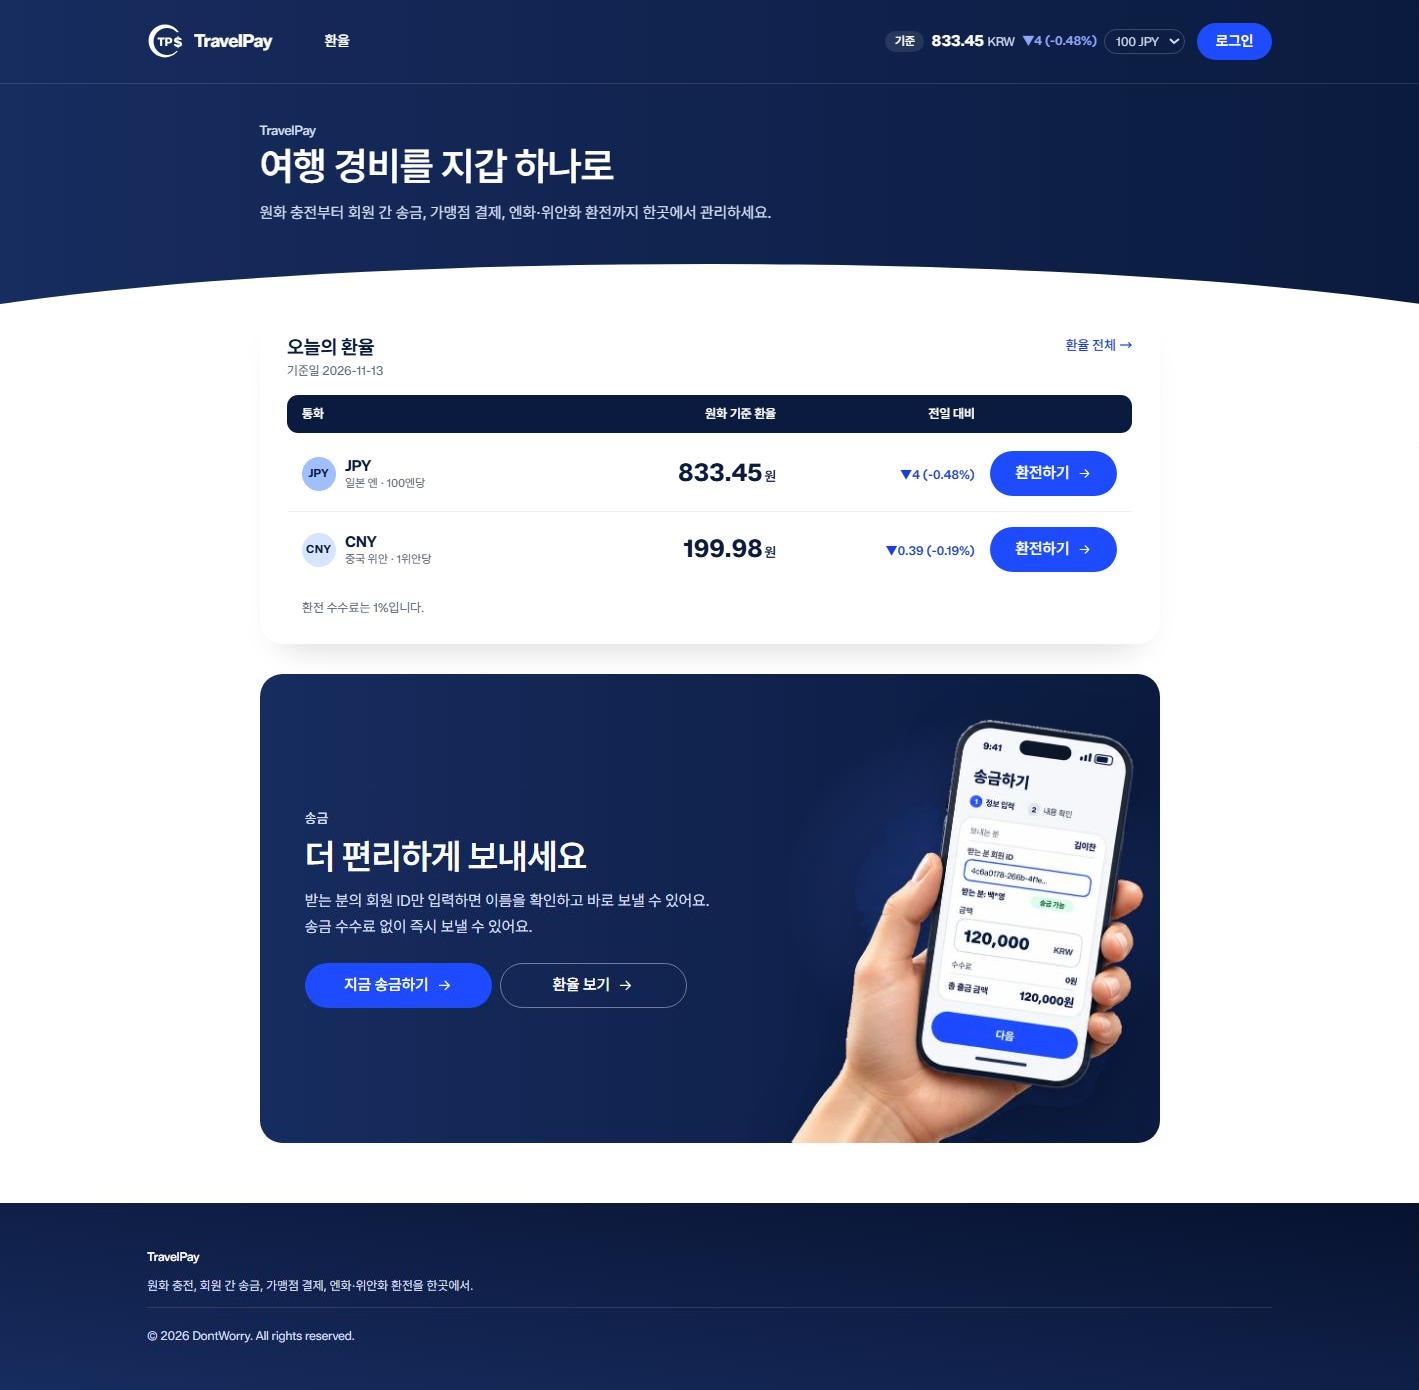 TP$ TravelPay 환율 기준 833.45 KRW ▼4 (-0.48%) 100 JPY 로그인
TravelPay
여행 경비를 지갑 하나로
원화 충전부터 회원 간 송금, 가맹점 결제, 엔화·위안화 환전까지 한곳에서 관리하세요.
오늘의 환율 환율 전체 →
기준일 2026-11-13
통화 원화 기준 환율 전일 대비
JPY JPY 833.45원 ▼4 (-0.48%) 환전하기 →
일본 엔 · 100엔당
CNY CNY 199.98원 ▼0.39 (-0.19%) 환전하기 →
중국 위안 · 1위안당
환전 수수료는 1%입니다.
송금
더 편리하게 보내세요
받는 분의 회원 ID만 입력하면 이름을 확인하고 바로 보낼 수 있어요.
송금 수수료 없이 즉시 보낼 수 있어요.
지금 송금하기 → 환율 보기 →
9:41
송금하기
1 정보 입력 2 내용 확인
보내는 분 김이찬
받는 분 회원 ID
4c6a0178-266b-4f1e...
받는 분: 백*영 송금 가능
금액
120,000 KRW
수수료 0원
총 출금 금액 120,000원
다음
TravelPay
원화 충전, 회원 간 송금, 가맹점 결제, 엔화·위안화 환전을 한곳에서.
© 2026 DontWorry. All rights reserved.